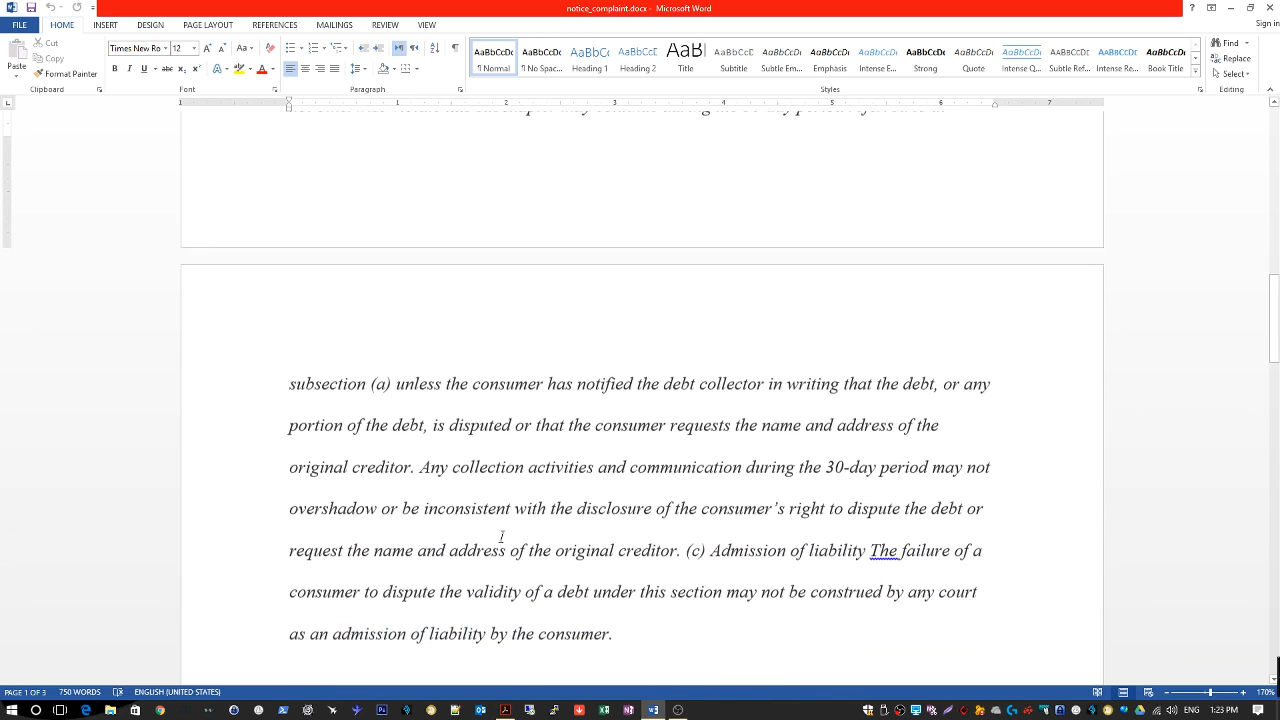 notice_complaint.docx - Microsoft Word
Sign in
FILE HOME INSERT DESIGN PAGE LAYOUT REFERENCES MAILINGS REVIEW VIEW
Paste
Cut
Copy
Format Painter
Clipboard
Times New Ro 12
Font
Paragraph
AaBbCcDc AaBbCcDc AaBbCc AaBbCcD AaBl AaBbCcD AaBbCcDc AaBbCcDc AaBbCcDc AaBbCcDc AaBbCcDc AaBbCcDc AaBbCcDc AaBbCcDc AaBbCcDc
¶ Normal ¶ No Spac... Heading 1 Heading 2 Title Subtitle Subtle Em... Emphasis Intense E... Strong Quote Intense Q... Subtle Ref... Intense Re... Book Title
Styles
Find
Replace
Select
Editing
subsection (a) unless the consumer has notified the debt collector in writing that the debt, or any
portion of the debt, is disputed or that the consumer requests the name and address of the
original creditor. Any collection activities and communication during the 30-day period may not
overshadow or be inconsistent with the disclosure of the consumer’s right to dispute the debt or
request the name and address of the original creditor. (c) Admission of liability The failure of a
consumer to dispute the validity of a debt under this section may not be construed by any court
as an admission of liability by the consumer.
PAGE 1 OF 3 750 WORDS ENGLISH (UNITED STATES) 170%
ENG 1:23 PM